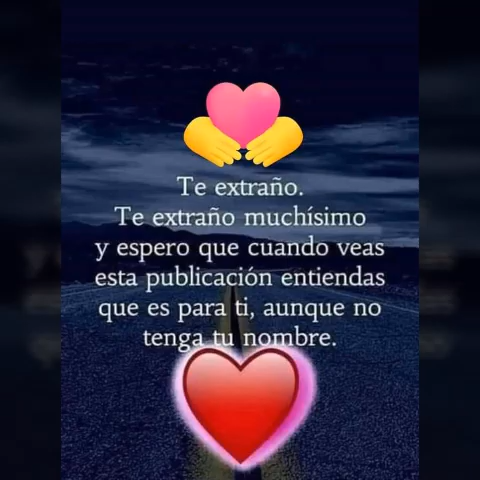 Te extraño.
Te extraño muchísimo
y espero que cuando veas
esta publicación entiendas
que es para ti, aunque no
tenga tu nombre.